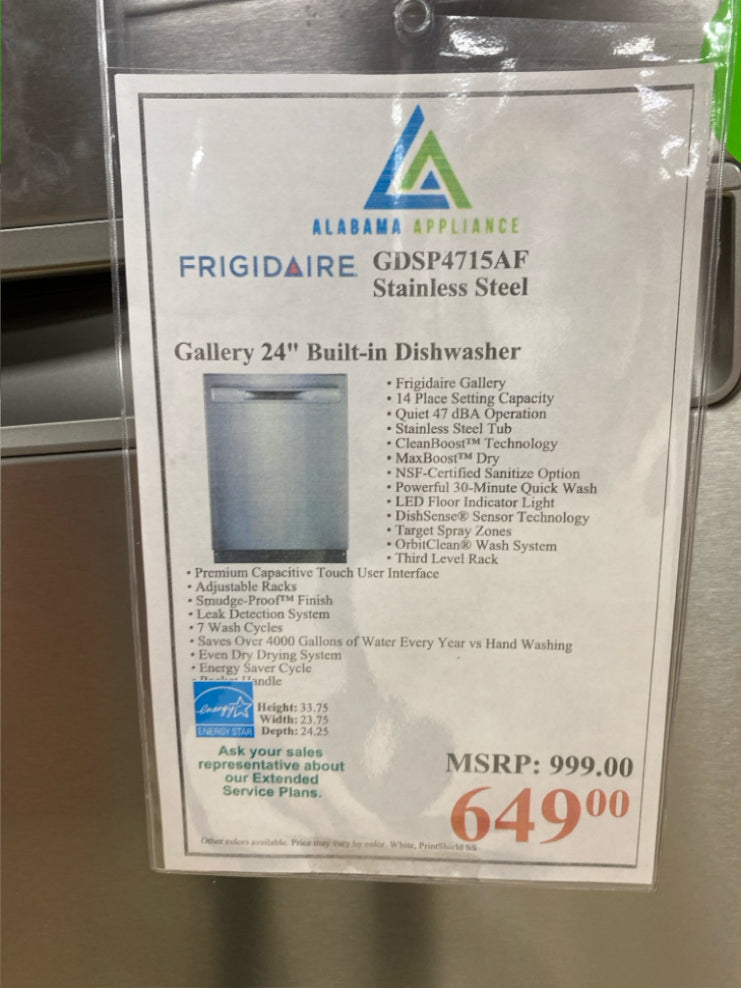 ALABAMA APPLIANCE
FRIGIDAIRE GDSP4715AF
Stainless Steel
Gallery 24" Built-in Dishwasher
• Frigidaire Gallery
• 14 Place Setting Capacity
• Quiet 47 dBA Operation
• Stainless Steel Tub
• CleanBoost™ Technology
• MaxBoost™ Dry
• NSF-Certified Sanitize Option
• Powerful 30-Minute Quick Wash
• LED Floor Indicator Light
• DishSense® Sensor Technology
• Target Spray Zones
• OrbitClean® Wash System
• Third Level Rack
• Premium Capacitive Touch User Interface
• Adjustable Racks
• Smudge-Proof™ Finish
• Leak Detection System
• 7 Wash Cycles
• Saves Over 4000 Gallons of Water Every Year vs Hand Washing
• Even Dry Drying System
• Energy Saver Cycle
energy
ENERGY STAR
Height: 33.75
Width: 23.75
Depth: 24.25
Ask your sales
representative about
our Extended
Service Plans.
MSRP: 999.00
649⁰⁰
Other colors available. Price may vary by color. White, PrintShield SS